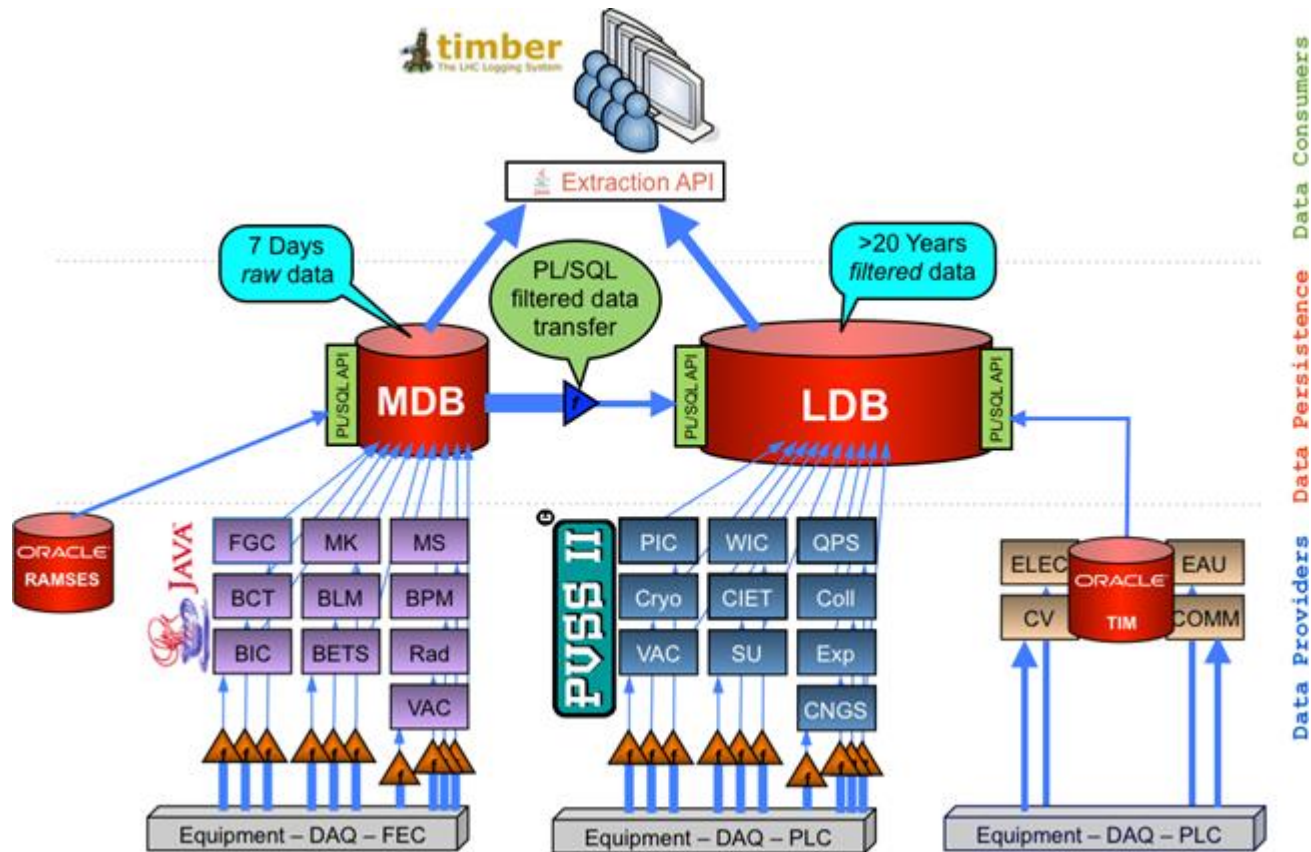 timber
The LHC Logging System
Extraction API
7 Days
raw data
PL/SQL
filtered data
transfer
>20 Years
filtered data
PL/SQL API
MDB
f
PL/SQL API
LDB
PL/SQL API
ORACLE
RAMSES
JAVA
FGC
MK
MS
BCT
BLM
BPM
BIC
BETS
Rad
VAC
G
PVSS II
PIC
WIC
QPS
Cryo
CIET
Coll
VAC
SU
Exp
CNGS
ELEC
EAU
ORACLE
CV
TIM
COMM
Equipment – DAQ – FEC
Equipment – DAQ – PLC
Equipment – DAQ – PLC
Data Providers
Data Persistence
Data Consumers